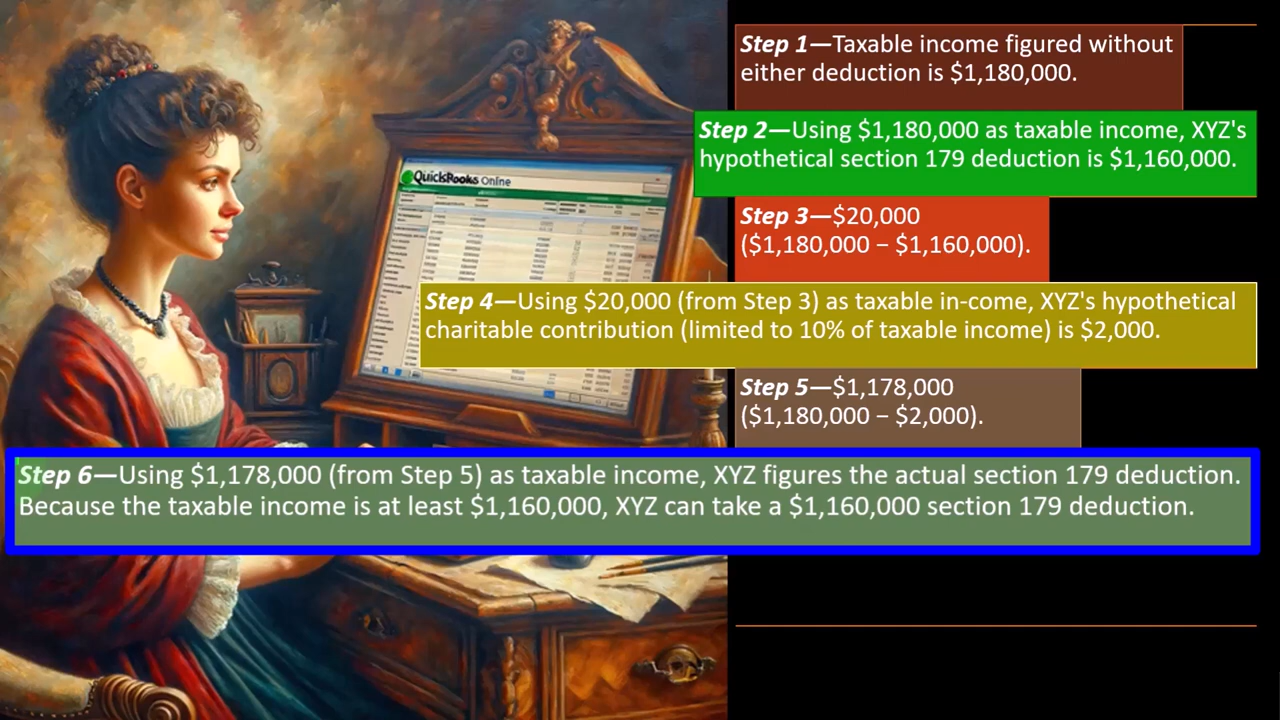 Step 1—Taxable income figured without
either deduction is $1,180,000.
Step 2—Using $1,180,000 as taxable income, XYZ's
hypothetical section 179 deduction is $1,160,000.
QuickRooks Online
Step 3—$20,000
($1,180,000 − $1,160,000).
Step 4—Using $20,000 (from Step 3) as taxable in-come, XYZ's hypothetical
charitable contribution (limited to 10% of taxable income) is $2,000.
Step 5—$1,178,000
($1,180,000 − $2,000).
Step 6—Using $1,178,000 (from Step 5) as taxable income, XYZ figures the actual section 179 deduction.
Because the taxable income is at least $1,160,000, XYZ can take a $1,160,000 section 179 deduction.